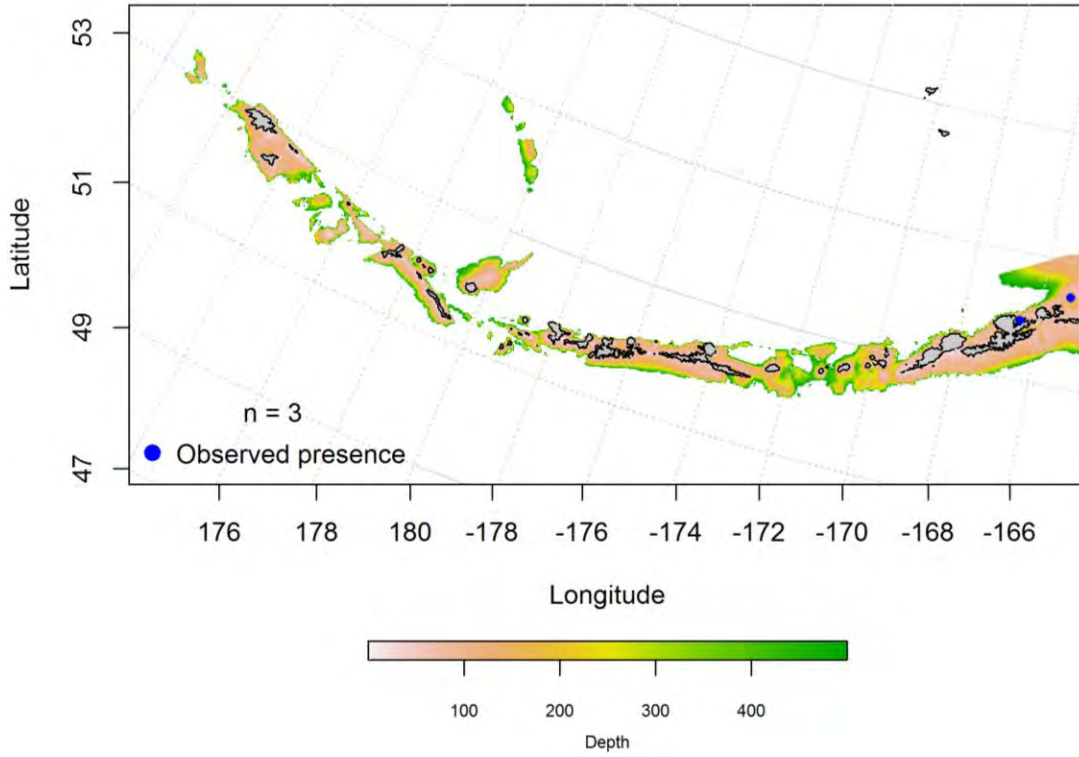 53
51
49
47
Latitude
n = 3
Observed presence
176 178 180 -178 -176 -174 -172 -170 -168 -166
Longitude
100 200 300 400
Depth